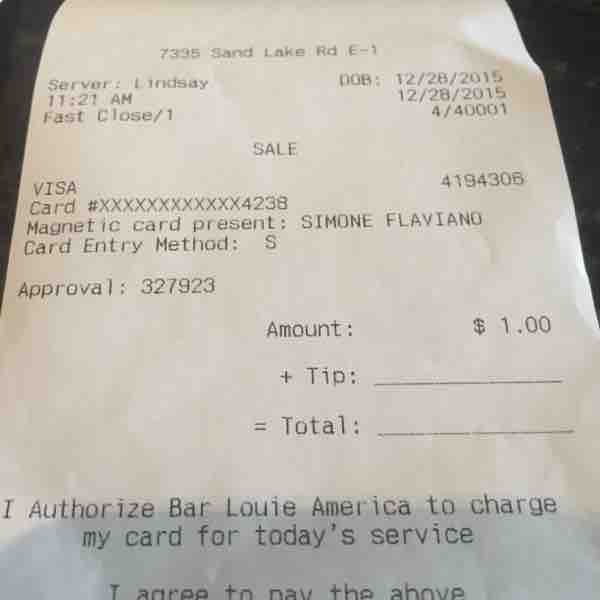 7335 Sand Lake Rd E-1
Server: Lindsay DOB: 12/28/2015
11:21 AM 12/28/2015
Fast Close/1 4/40001
SALE
VISA 4194306
Card #XXXXXXXXXXXX4238
Magnetic card present: SIMONE FLAVIANO
Card Entry Method: S
Approval: 327923
Amount: $ 1.00
+ Tip:
= Total:
I Authorize Bar Louie America to charge
my card for today's service
I agree to pay the above